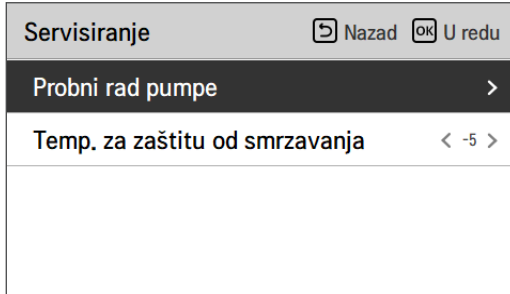 Servisiranje Nazad OK U redu
Probni rad pumpe >
Temp. za zaštitu od smrzavanja < -5 >